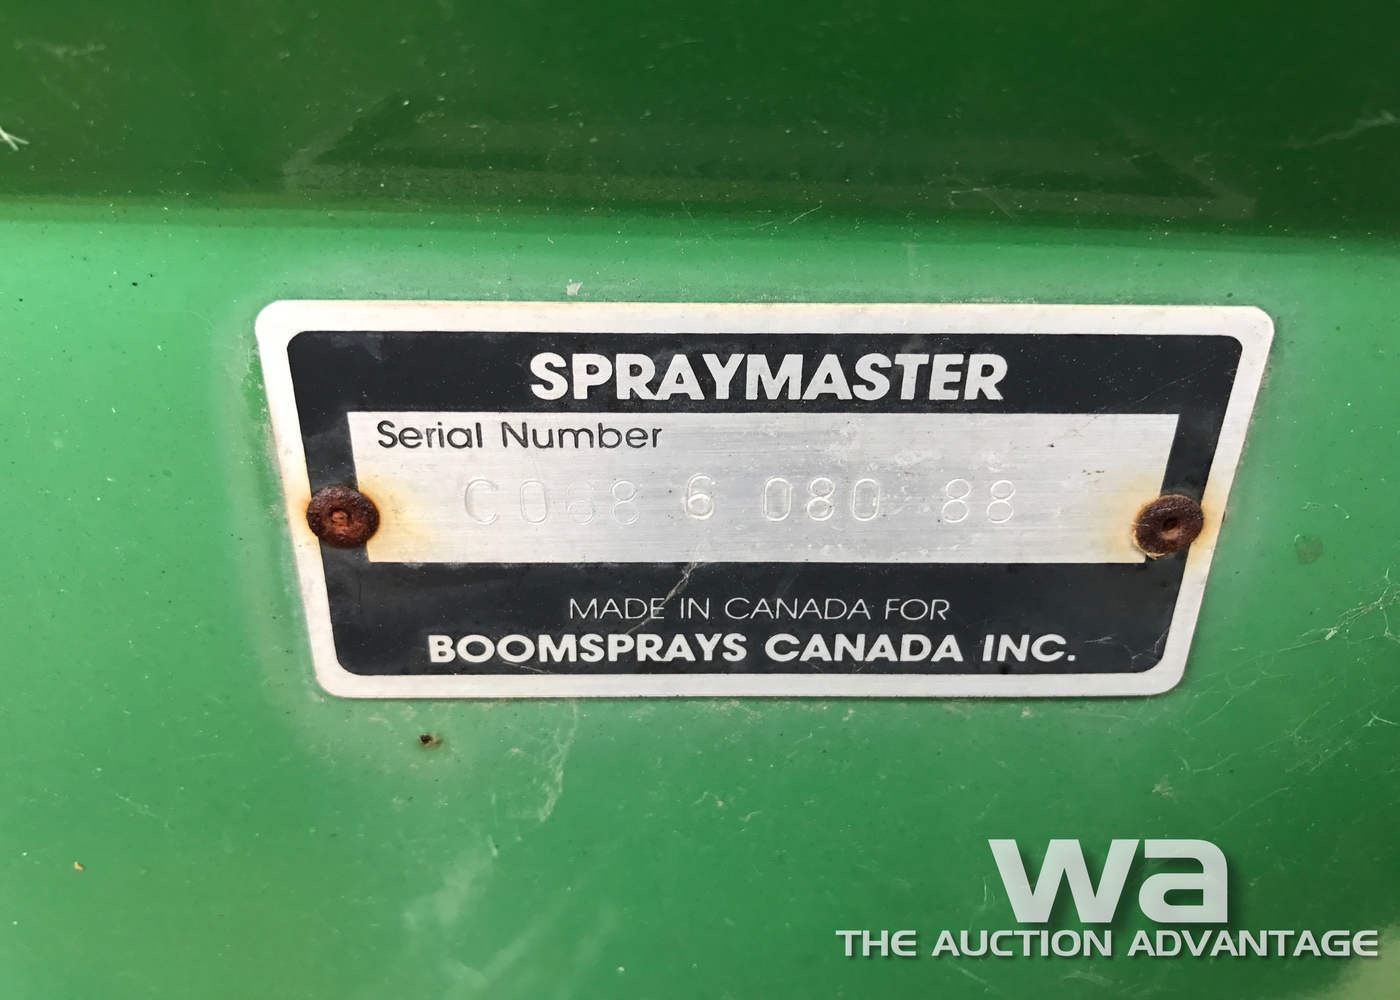 SPRAYMASTER
Serial Number
C068 6 080 88
MADE IN CANADA FOR
BOOMSPRAYS CANADA INC.
wa
THE AUCTION ADVANTAGE